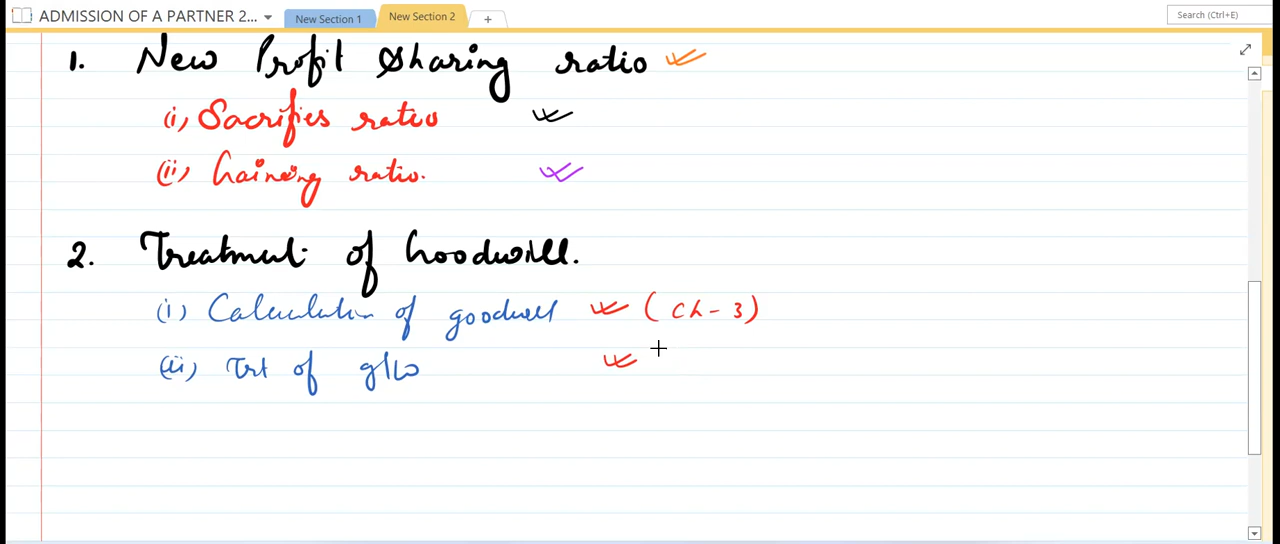 ADMISSION OF A PARTNER 2... New Section 1 New Section 2 + Search (Ctrl+E)
1. New Profit Sharing ratio
(i) Sacrifies ratio
(ii) Gaining ratio.
2. Treatment of Goodwill.
(i) Calculation of goodwill (Ch-3)
(ii) Trt of g/w